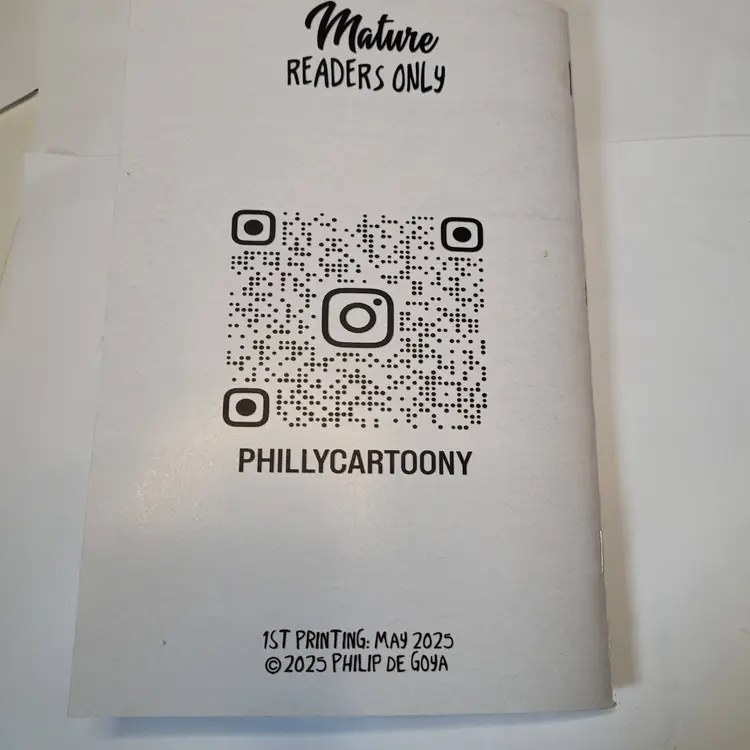 Mature
READERS ONLY
PHILLYCARTOONY
1ST PRINTING: MAY 2025
© 2025 PHILIP DE GOYA